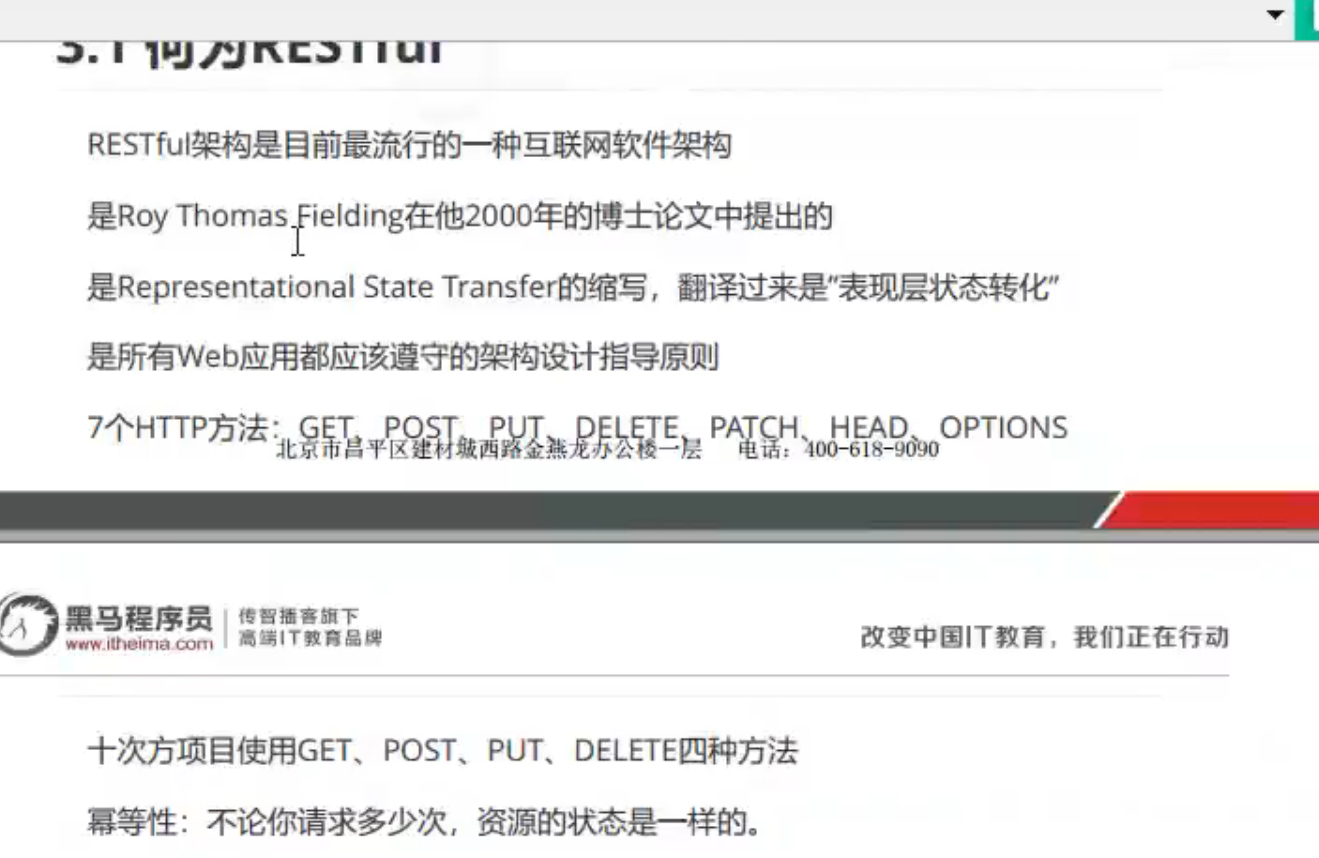 3.1 何为RESTful
RESTful架构是目前最流行的一种互联网软件架构
是Roy Thomas Fielding在他2000年的博士论文中提出的
是Representational State Transfer的缩写，翻译过来是“表现层状态转化”
是所有Web应用都应该遵守的架构设计指导原则
7个HTTP方法：GET、POST、PUT、DELETE、PATCH、HEAD、OPTIONS
北京市昌平区建材城西路金燕龙办公楼一层 电话：400-618-9090
黑马程序员
www.itheima.com
传智播客旗下
高端IT教育品牌
改变中国IT教育，我们正在行动
十次方项目使用GET、POST、PUT、DELETE四种方法
幂等性：不论你请求多少次，资源的状态是一样的。